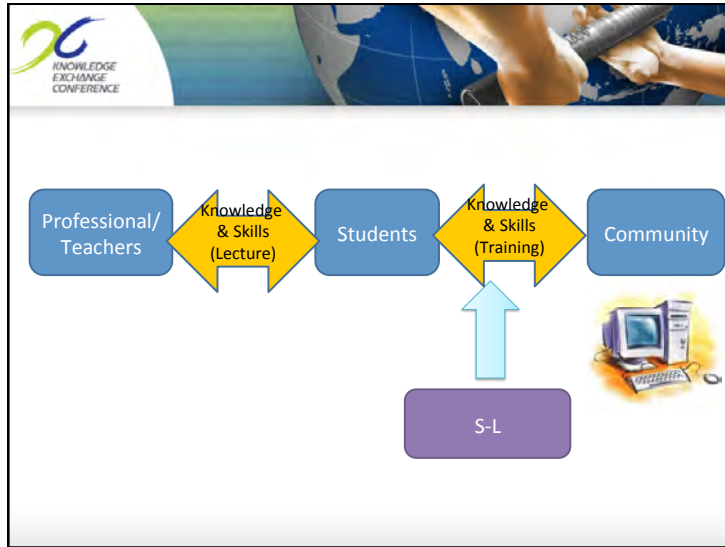 KNOWLEDGE
EXCHANGE
CONFERENCE
Professional/
Teachers
Knowledge
& Skills
(Lecture)
Students
Knowledge
& Skills
(Training)
Community
S-L